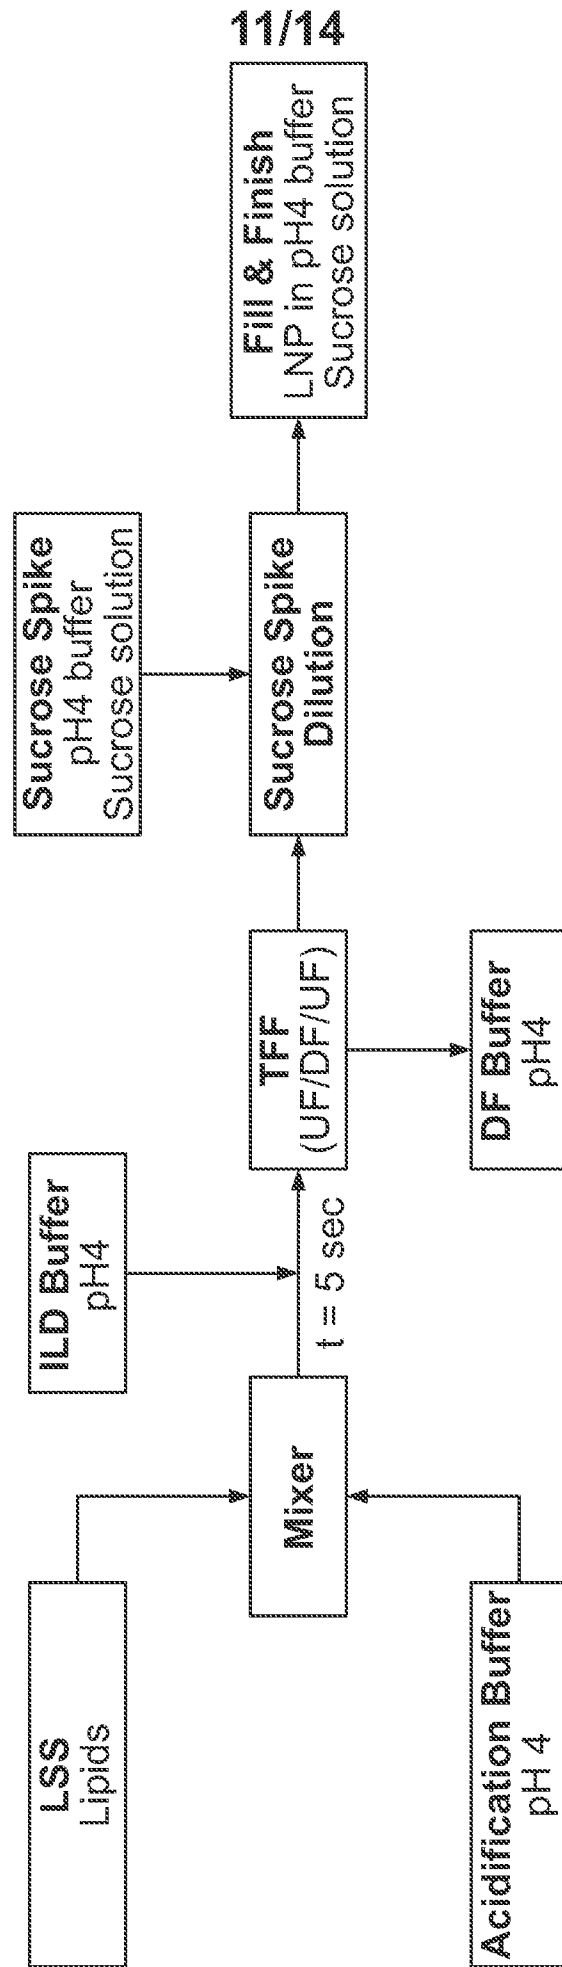 11/14
LSS
Lipids
Acidification Buffer
pH 4
Mixer
ILD Buffer
pH4
t = 5 sec
TFF
(UF/DF/UF)
DF Buffer
pH4
Sucrose Spike
pH4 buffer
Sucrose solution
Sucrose Spike
Dilution
Fill & Finish
LNP in pH4 buffer
Sucrose solution